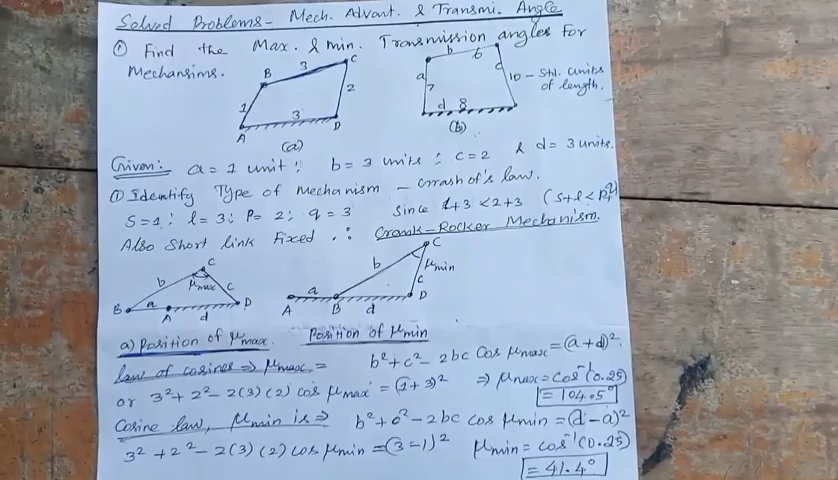 Solved Problems - Mech. Advant. & Transmi. Angle
① Find the Max. & min. Transmission angles for
Mechansims.
B 3 C
1 2
A 3 D
(a)
b 6
a 7 c 10 - Std. units
of length.
d 8
(b)
Given: a = 1 unit; b = 3 units; c = 2 & d = 3 units.
① Identify Type of Mechanism - Grashof's law.
S=1; l=3; P=2; q=3 Since 1+3 < 2+3 (S+l < P+q)
Also Short link Fixed ∴ Crank-Rocker Mechanism.
C
b μmax c
B a A d D
C
b μmin
c
a
A B d D
a) Position of μmax. Position of μmin
law of cosines ⇒ μmax = b²+c²- 2bc Cos μmax = (a+d)².
or 3²+2²-2(3)(2) cos μmax = (1+3)² ⇒ μmax = cos⁻¹(0.25)
= 104.5°
Cosine law, μmin is ⇒ b²+c²-2bc cos μmin = (d-a)²
3²+2²-2(3)(2) cos μmin = (3-1)² μmin = cos⁻¹(0.25)
= 41.4°